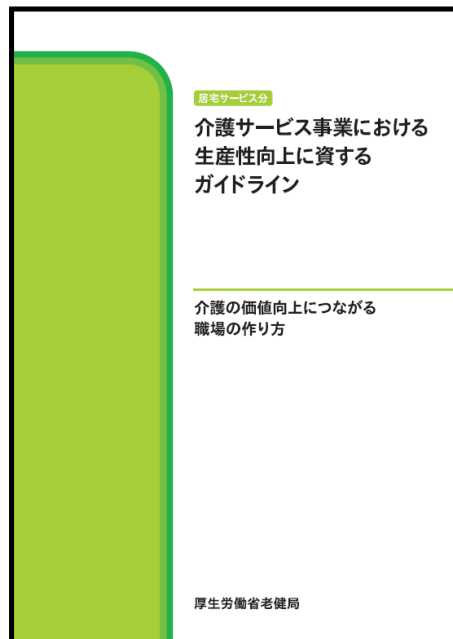 居宅サービス分
介護サービス事業における
生産性向上に資する
ガイドライン
介護の価値向上につながる
職場の作り方
厚生労働省老健局